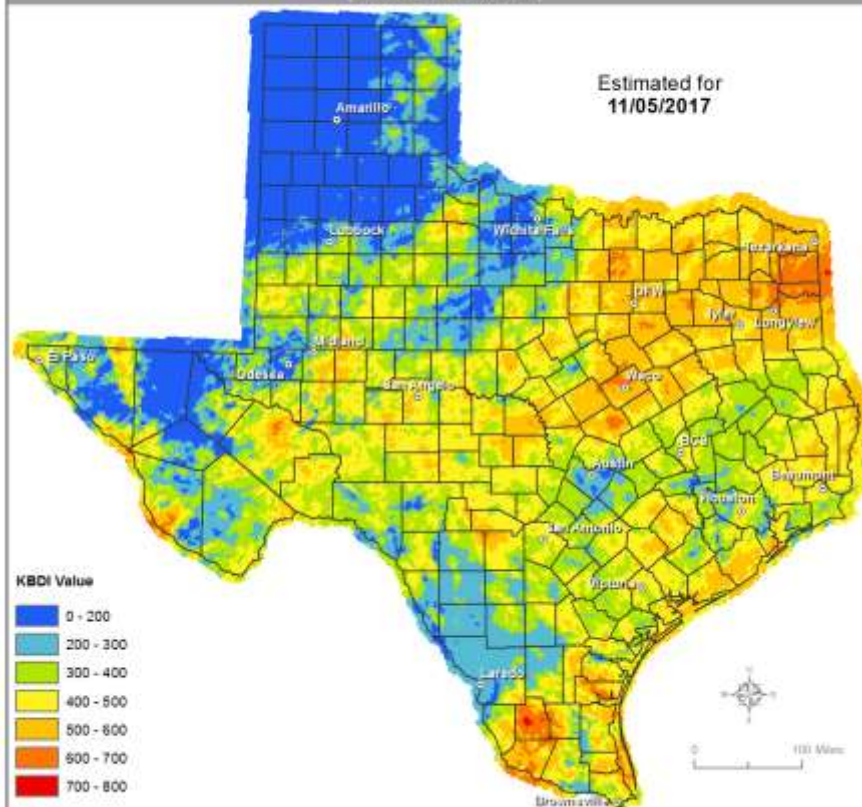 Estimated for
11/05/2017
Amarillo
Lubbock
Wichita Falls
Texarkana
DFW
Tyler
Longview
El Paso
Midland
Odessa
San Angelo
Waco
BCS
Austin
Beaumont
Houston
San Antonio
Victoria
Laredo
Brownsville
KBDI Value
0 - 200
200 - 300
300 - 400
400 - 500
500 - 600
600 - 700
700 - 800
0 100 Miles